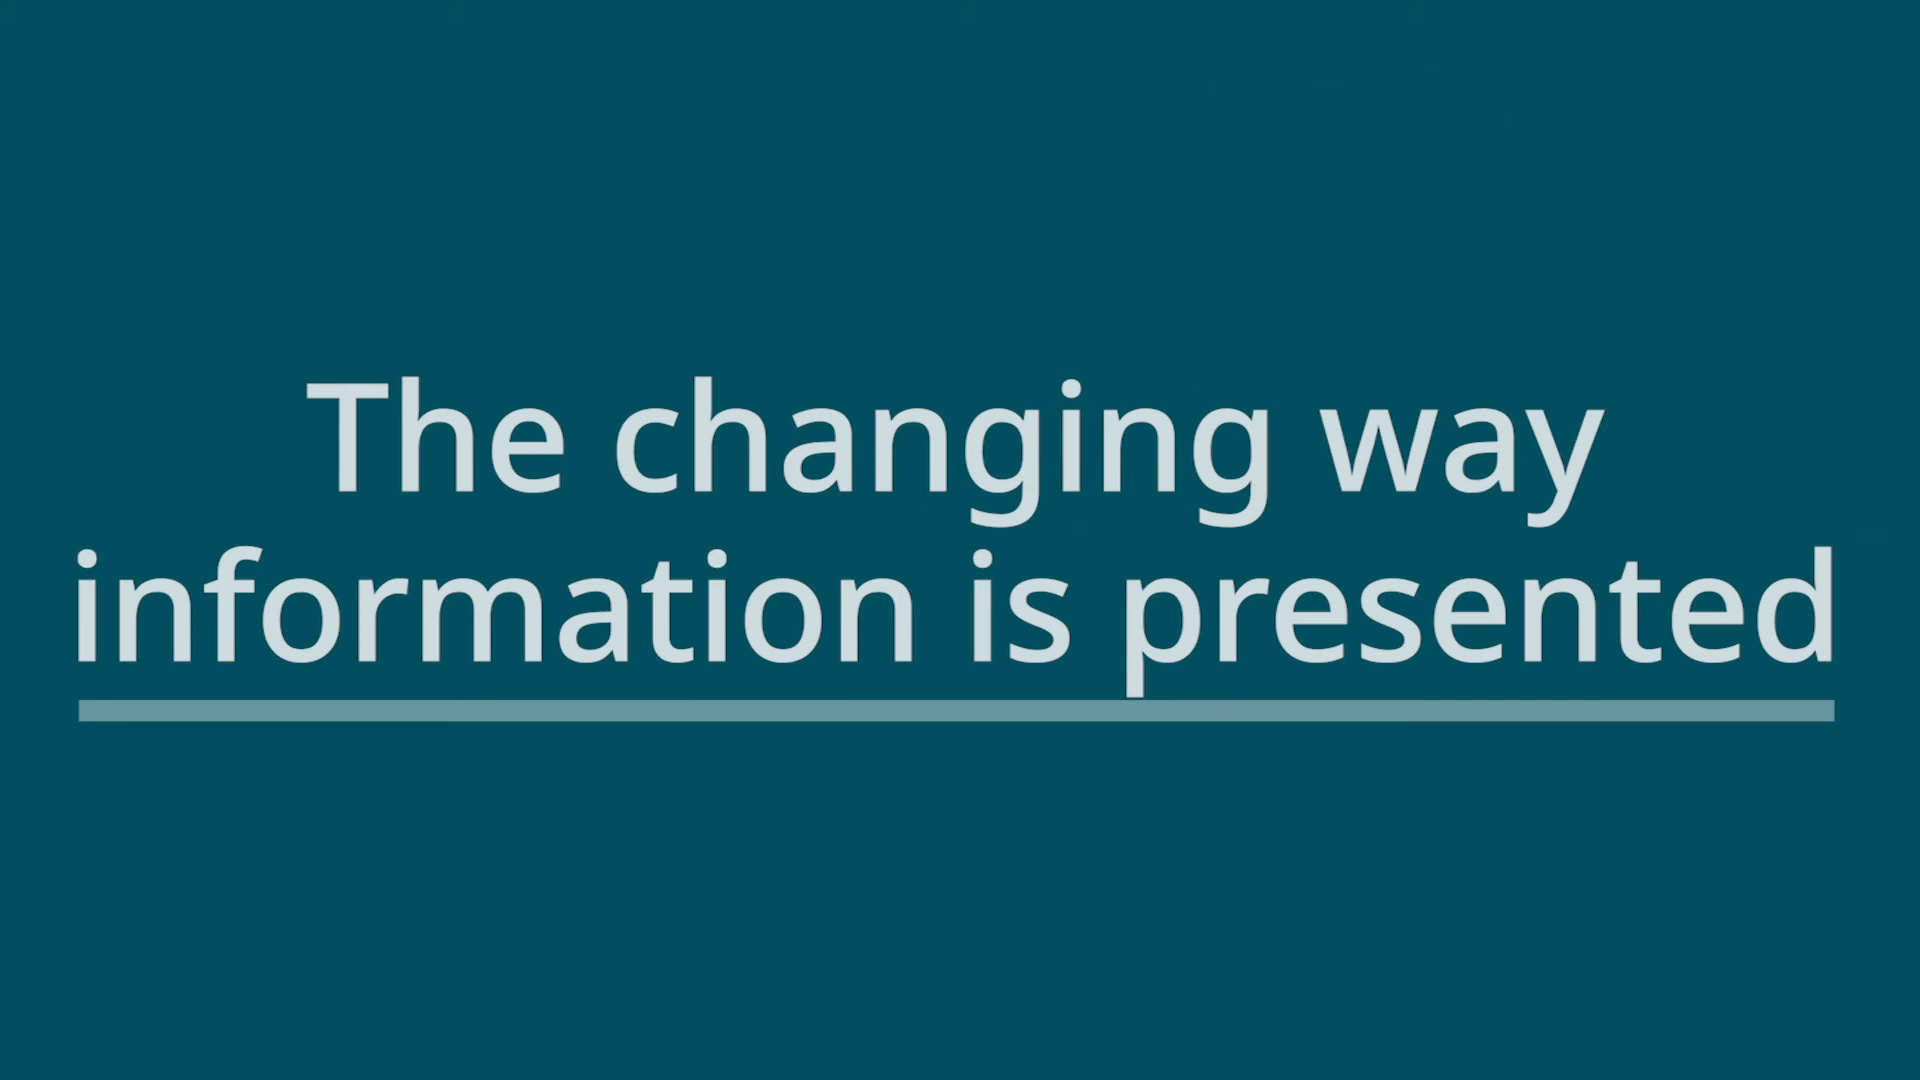 The changing way
information is presented